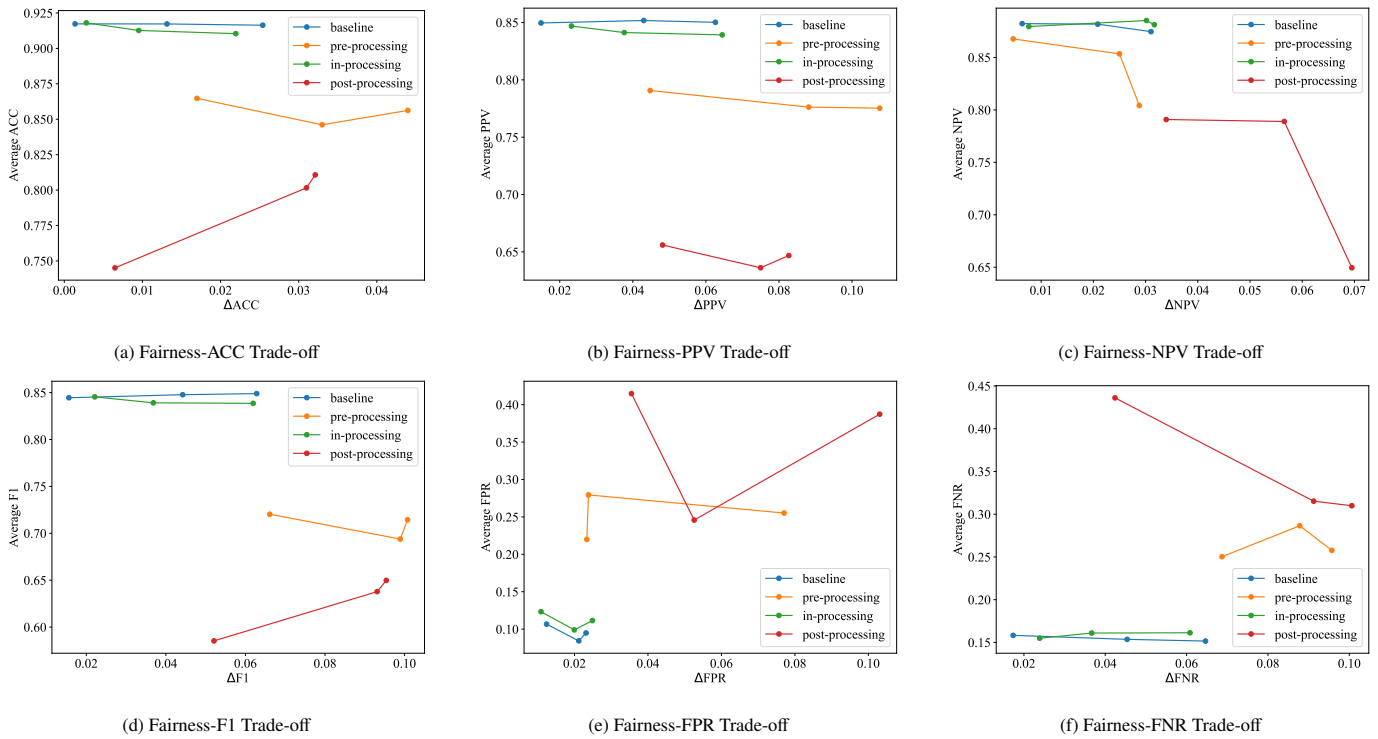 0.925
0.900
0.875
0.850
0.825
0.800
0.775
0.750
Average ACC
0.00 0.01 0.02 0.03 0.04
ΔACC
baseline
pre-processing
in-processing
post-processing
(a) Fairness-ACC Trade-off
0.85
0.80
0.75
0.70
0.65
Average PPV
0.02 0.04 0.06 0.08 0.10
ΔPPV
baseline
pre-processing
in-processing
post-processing
(b) Fairness-PPV Trade-off
0.85
0.80
0.75
0.70
0.65
Average NPV
0.01 0.02 0.03 0.04 0.05 0.06 0.07
ΔNPV
baseline
pre-processing
in-processing
post-processing
(c) Fairness-NPV Trade-off
0.85
0.80
0.75
0.70
0.65
0.60
Average F1
0.02 0.04 0.06 0.08 0.10
ΔF1
baseline
pre-processing
in-processing
post-processing
(d) Fairness-F1 Trade-off
0.40
0.35
0.30
0.25
0.20
0.15
0.10
Average FPR
0.02 0.04 0.06 0.08 0.10
ΔFPR
baseline
pre-processing
in-processing
post-processing
(e) Fairness-FPR Trade-off
0.45
0.40
0.35
0.30
0.25
0.20
0.15
Average FNR
0.02 0.04 0.06 0.08 0.10
ΔFNR
baseline
pre-processing
in-processing
post-processing
(f) Fairness-FNR Trade-off